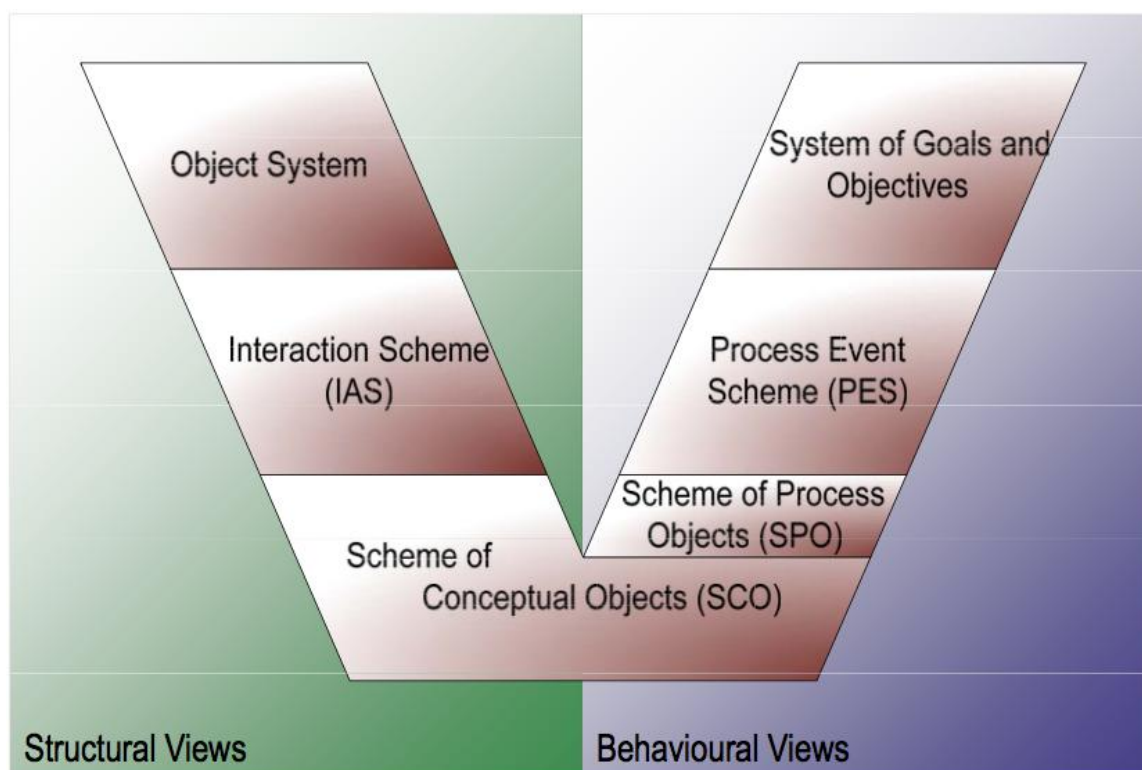 Object System
Interaction Scheme
(IAS)
Scheme of
Conceptual Objects (SCO)
System of Goals and
Objectives
Process Event
Scheme (PES)
Scheme of Process
Objects (SPO)
Structural Views
Behavioural Views